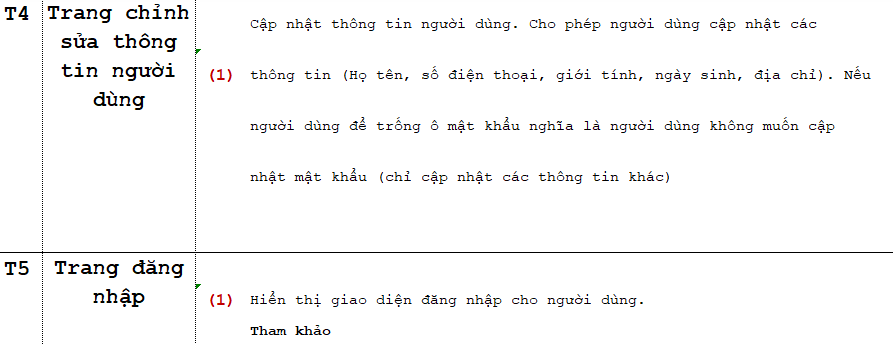 T4
Trang chỉnh
sửa thông
tin người
dùng
Cập nhật thông tin người dùng. Cho phép người dùng cập nhật các
(1) thông tin (Họ tên, số điện thoại, giới tính, ngày sinh, địa chỉ). Nếu
người dùng để trống ô mật khẩu nghĩa là người dùng không muốn cập
nhật mật khẩu (chỉ cập nhật các thông tin khác)
T5
Trang đăng
nhập
(1) Hiển thị giao diện đăng nhập cho người dùng.
Tham khảo